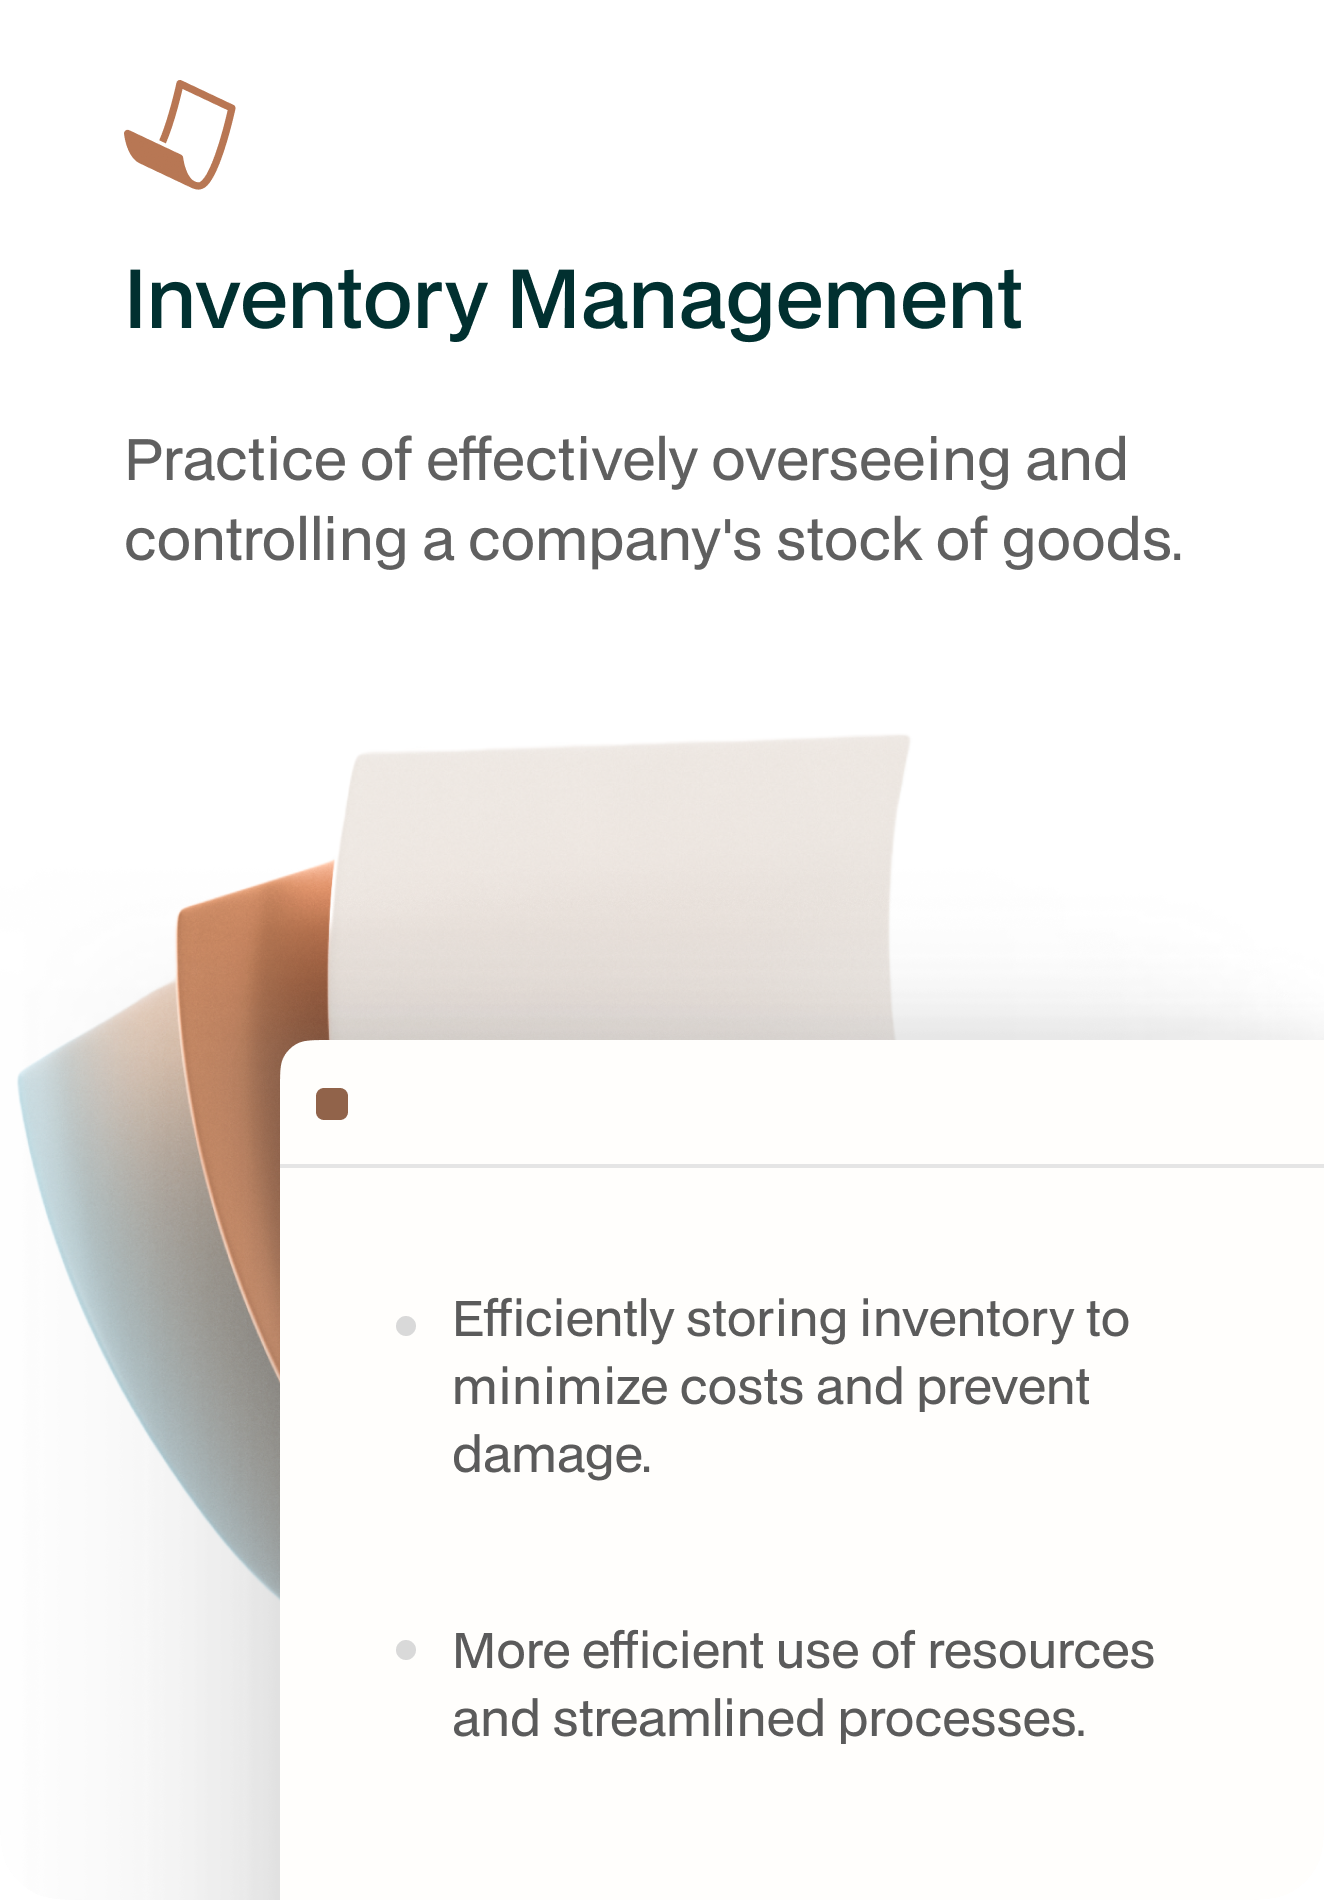 Inventory Management
Practice of effectively overseeing and
controlling a company's stock of goods.
Efficiently storing inventory to
minimize costs and prevent
damage.
More efficient use of resources
and streamlined processes.